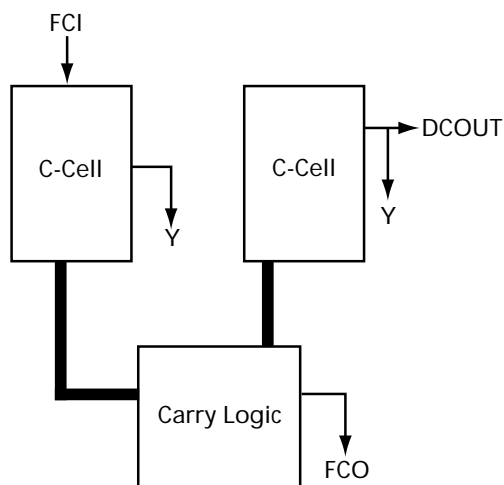 FCI
C-Cell
C-Cell
DCOUT
Y
Y
Carry Logic
FCO